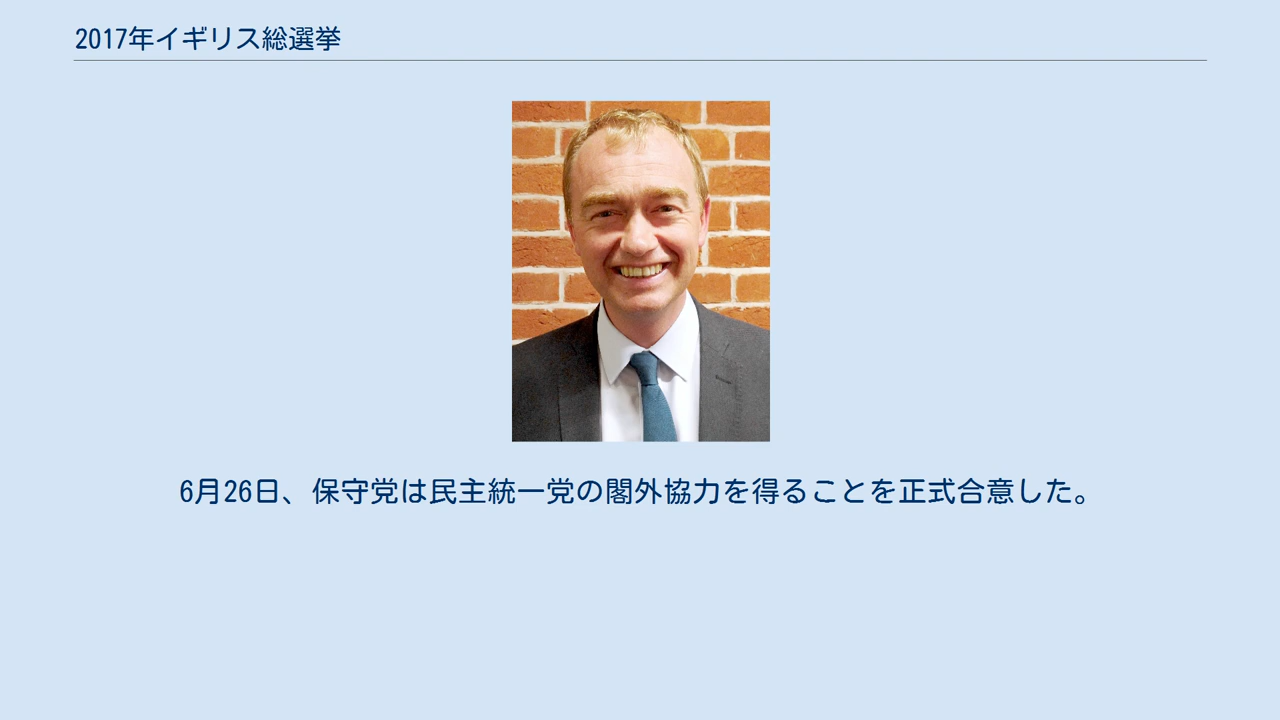 2017年イギリス総選挙
6月26日、保守党は民主統一党の閣外協力を得ることを正式合意した。